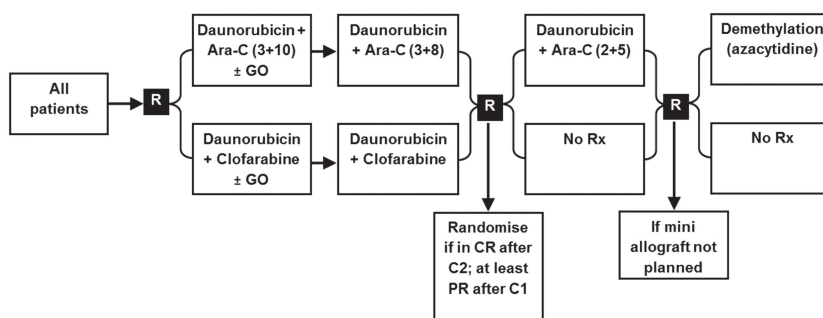 All
patients
R
Daunorubicin +
Ara-C (3+10)
± GO
Daunorubicin
+ Clofarabine
± GO
Daunorubicin
+ Ara-C (3+8)
Daunorubicin
+ Clofarabine
R
Randomise
if in CR after
C2; at least
PR after C1
Daunorubicin
+ Ara-C (2+5)
No Rx
R
If mini
allograft not
planned
Demethylation
(azacytidine)
No Rx